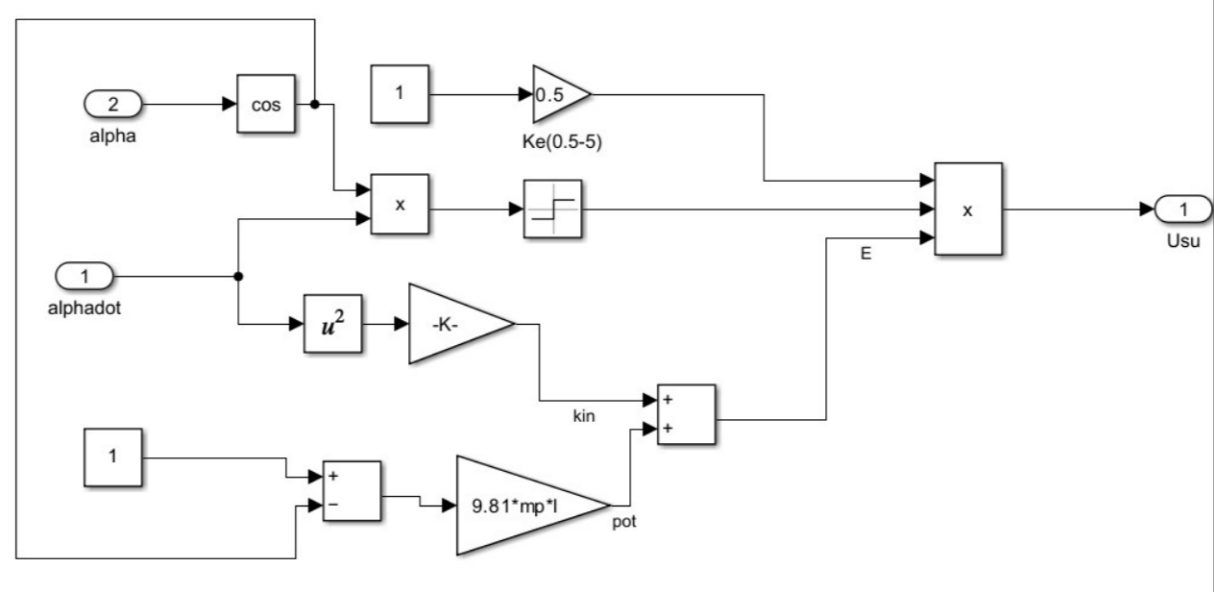 2
alpha
cos
1
0.5
Ke(0.5-5)
x
x
1
Usu
E
1
alphadot
u²
-K-
kin
+
+
1
+
−
9.81*mp*l
pot